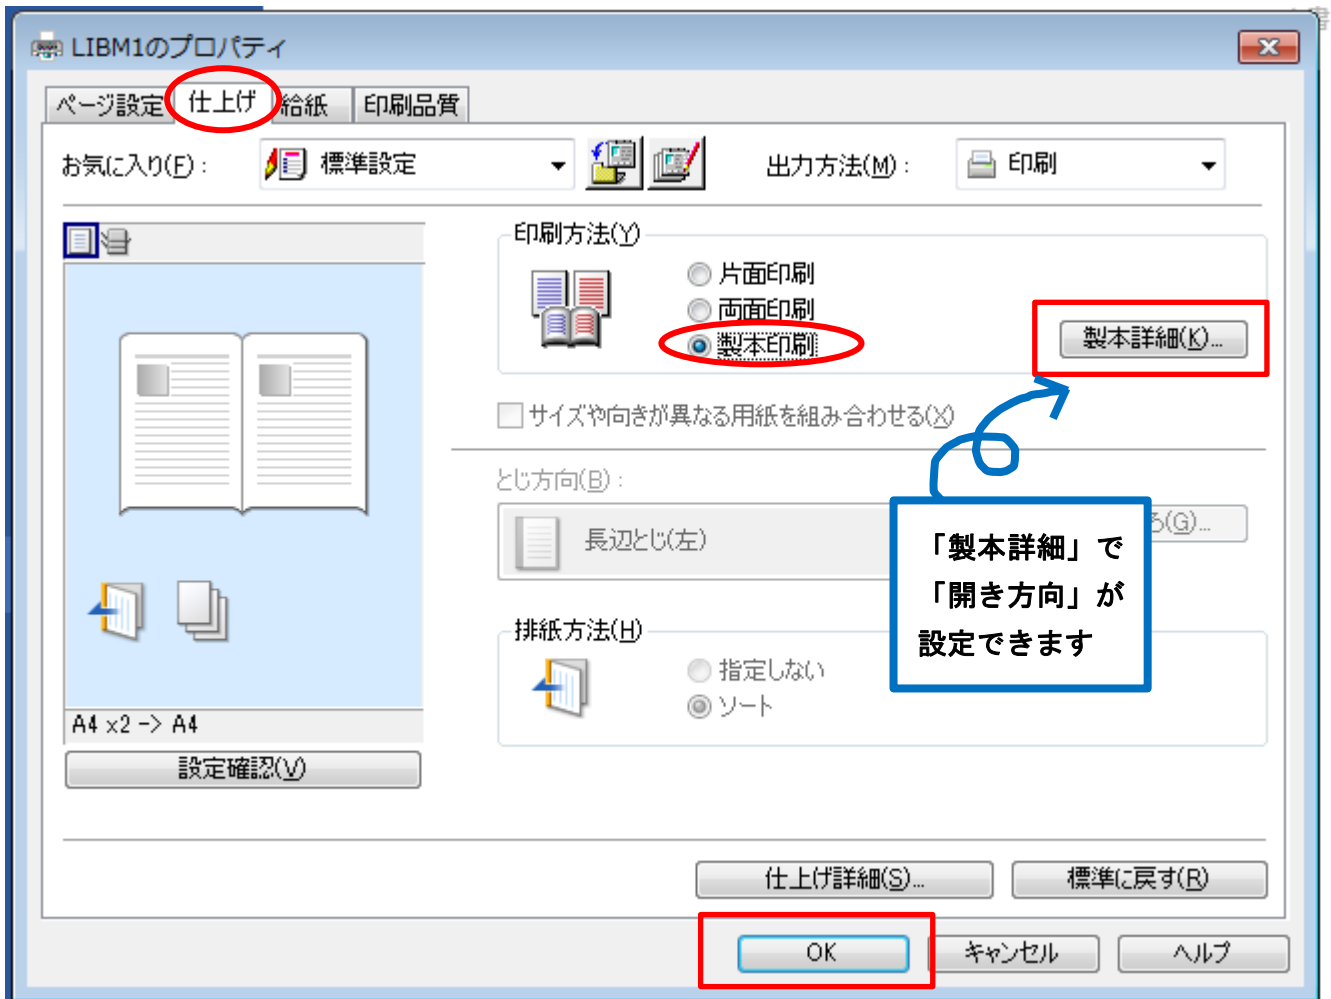 書
LIBM1のプロパティ
ページ設定 仕上げ 給紙 印刷品質
お気に入り(F): 標準設定 出力方法(M): 印刷
印刷方法(Y)
片面印刷
両面印刷
製本印刷
製本詳細(K)...
サイズや向きが異なる用紙を組み合わせる(X)
とじ方向(B):
長辺とじ(左)
る(G)...
「製本詳細」で
「開き方向」が
設定できます
排紙方法(H)
指定しない
ソート
A4 x2 -> A4
設定確認(V)
仕上げ詳細(S)... 標準に戻す(R)
OK キャンセル ヘルプ